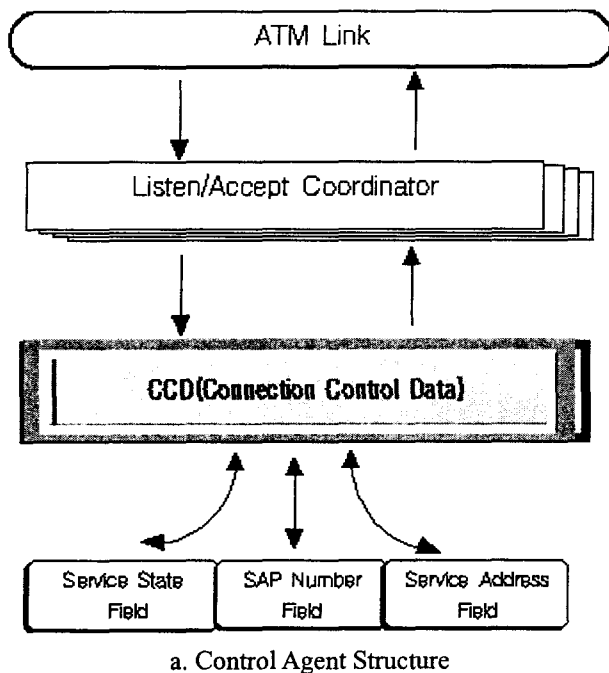 ATM Link
Listen/Accept Coordinator
CCD(Connection Control Data)
Service State
Field
SAP Number
Field
Service Address
Field
a. Control Agent Structure